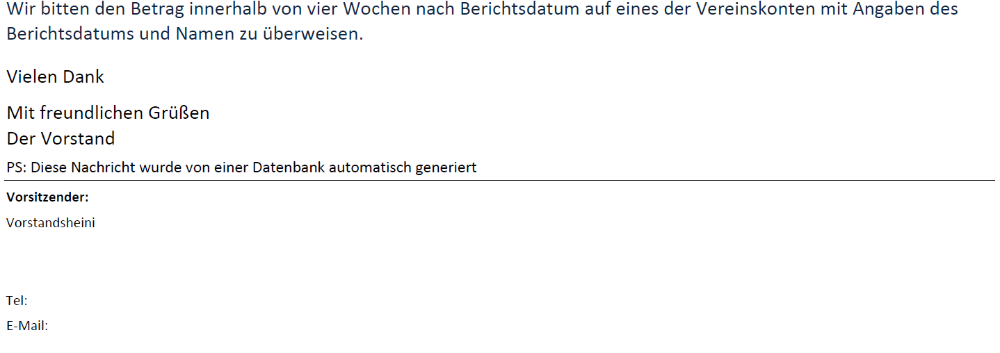 Wir bitten den Betrag innerhalb von vier Wochen nach Berichtsdatum auf eines der Vereinskonten mit Angaben des
Berichtsdatums und Namen zu überweisen.
Vielen Dank
Mit freundlichen Grüßen
Der Vorstand
PS: Diese Nachricht wurde von einer Datenbank automatisch generiert
Vorsitzender:
Vorstandsheini
Tel:
E-Mail: